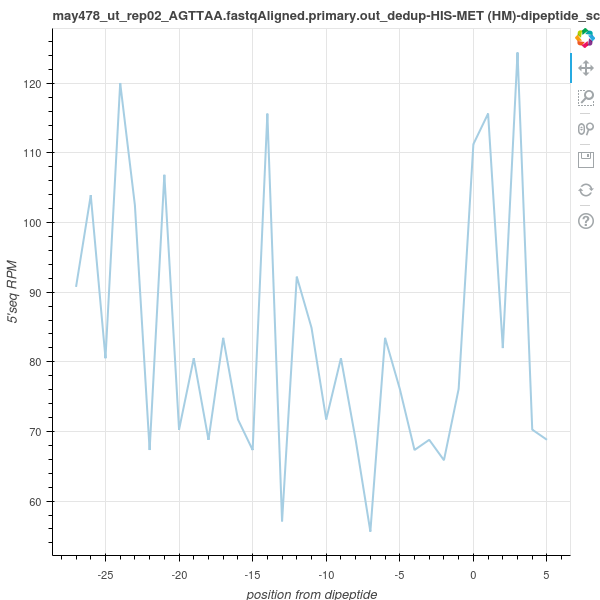 may478_ut_rep02_AGTTAA.fastqAligned.primary.out_dedup-HIS-MET (HM)-dipeptide_sc
120
110
100
90
80
70
60
5'seq RPM
-25 -20 -15 -10 -5 0 5
position from dipeptide